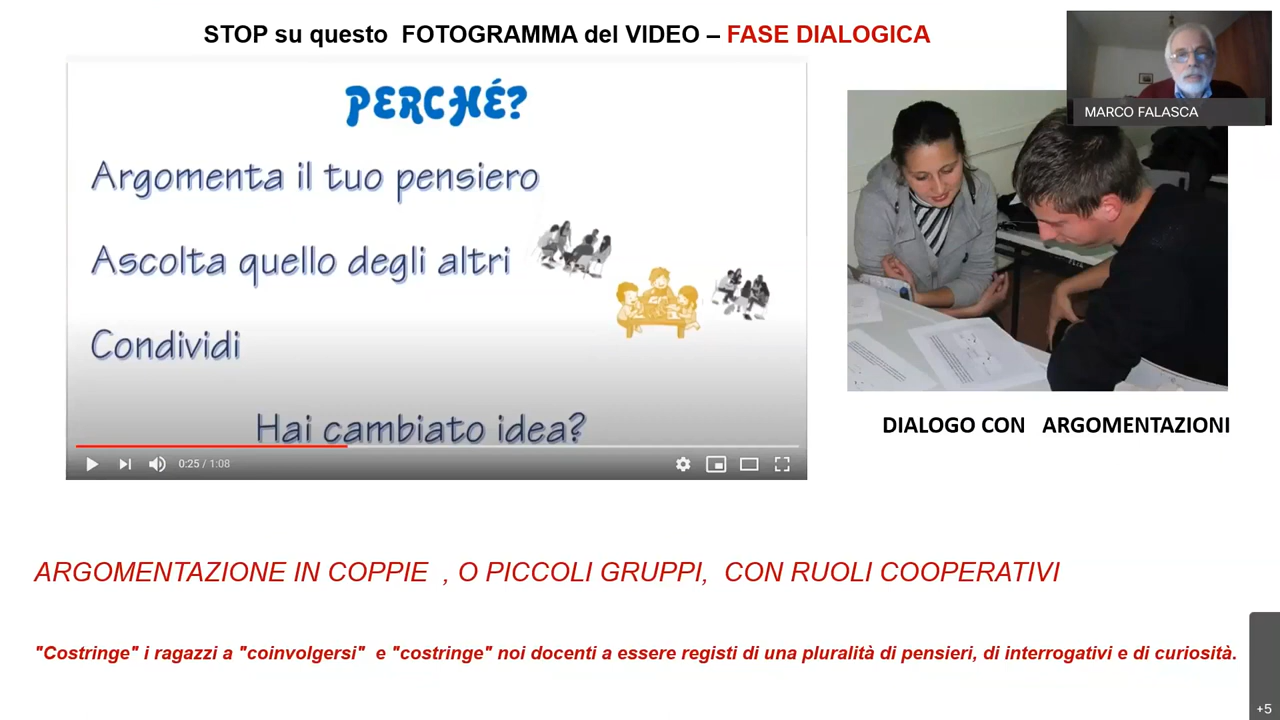 STOP su questo FOTOGRAMMA del VIDEO – FASE DIALOGICA
MARCO FALASCA
PERCHÉ?
Argomenta il tuo pensiero
Ascolta quello degli altri
Condividi
Hai cambiato idea?
0:25 / 1:08
DIALOGO CON ARGOMENTAZIONI
ARGOMENTAZIONE IN COPPIE , O PICCOLI GRUPPI, CON RUOLI COOPERATIVI
"Costringe" i ragazzi a "coinvolgersi" e "costringe" noi docenti a essere registi di una pluralità di pensieri, di interrogativi e di curiosità.
+5